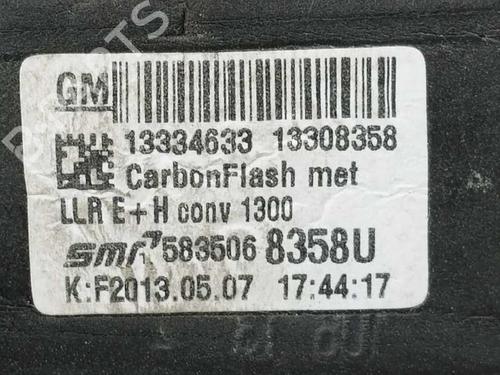 GM
13334633 13308358
CarbonFlash met
LLR E+H conv 1300
smr 583506 8358U
K:F2013.05.07 17:44:17